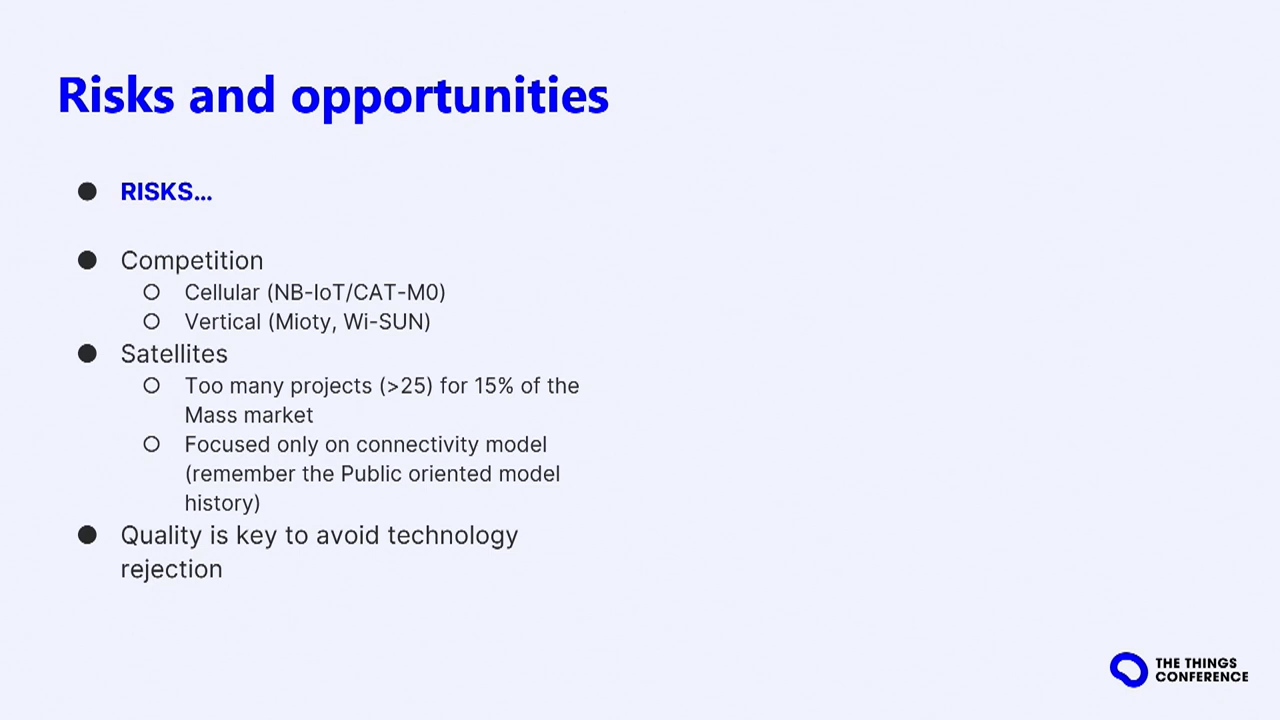 Risks and opportunities
RISKS...
Competition
Cellular (NB-IoT/CAT-M0)
Vertical (Mioty, Wi-SUN)
Satellites
Too many projects (>25) for 15% of the
Mass market
Focused only on connectivity model
(remember the Public oriented model
history)
Quality is key to avoid technology
rejection
THE THINGS
CONFERENCE